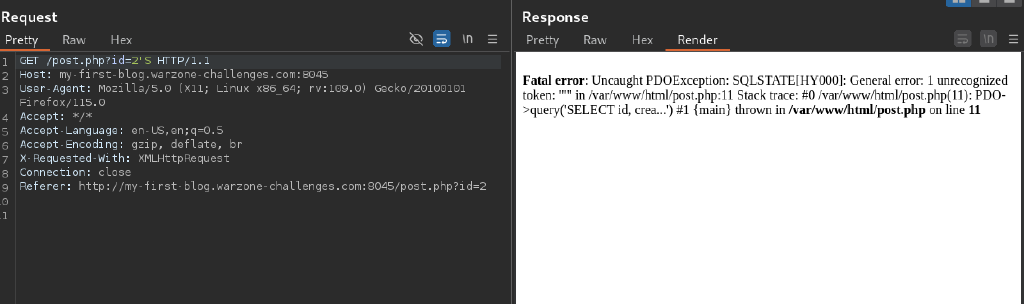 Request
Pretty Raw Hex
\n
1 GET /post.php?id=2'S HTTP/1.1
2 Host: my-first-blog.warzone-challenges.com:8045
3 User-Agent: Mozilla/5.0 (X11; Linux x86_64; rv:109.0) Gecko/20100101
Firefox/115.0
4 Accept: */*
5 Accept-Language: en-US,en;q=0.5
6 Accept-Encoding: gzip, deflate, br
7 X-Requested-With: XMLHttpRequest
8 Connection: close
9 Referer: http://my-first-blog.warzone-challenges.com:8045/post.php?id=2
0
1
Response
Pretty Raw Hex Render
\n
Fatal error: Uncaught PDOException: SQLSTATE[HY000]: General error: 1 unrecognized
token: "'" in /var/www/html/post.php:11 Stack trace: #0 /var/www/html/post.php(11): PDO-
>query('SELECT id, crea...') #1 {main} thrown in /var/www/html/post.php on line 11